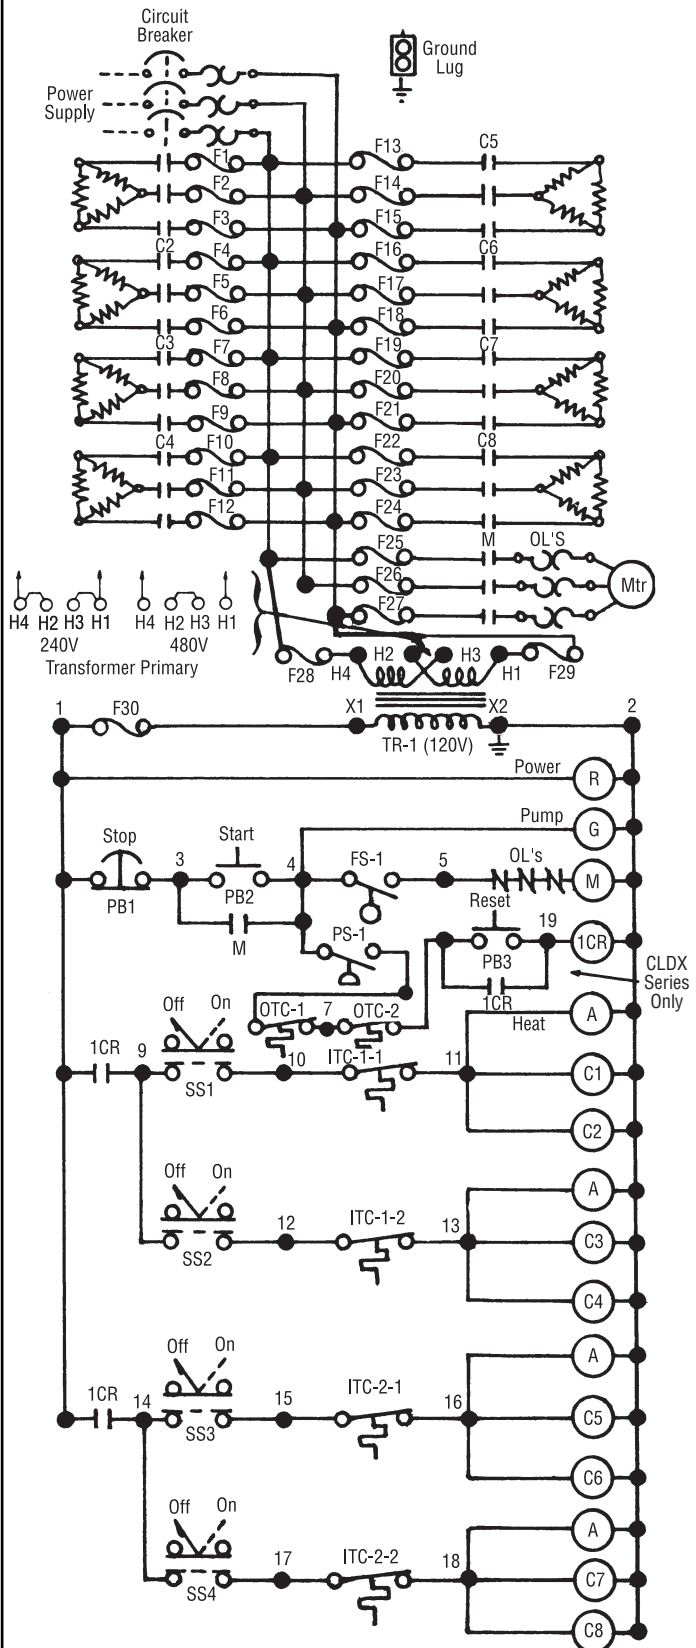 Circuit
Breaker
Ground
Lug
Power
Supply
F1
F13
C5
F2
F14
F3
F15
C2
F4
F16
C6
F5
F17
F6
F18
C3
F7
F19
C7
F8
F20
F9
F21
C4
F10
F22
C8
F11
F23
F12
F24
F25
M
OL'S
F26
Mtr
F27
H4 H2 H3 H1
H4 H2 H3 H1
240V
480V
Transformer Primary
F28
H4
H2
H3
H1
F29
1
F30
X1
X2
2
TR-1 (120V)
Power
R
Pump
G
Stop
Start
3
4
FS-1
5
OL's
M
PB1
PB2
Reset
M
PS-1
19
1CR
PB3
CLDX
Series
Only
1CR
OTC-1
7
OTC-2
Heat
A
Off On
1CR
9
SS1
10
ITC-1-1
11
C1
C2
Off On
A
12
ITC-1-2
13
C3
SS2
C4
Off On
A
1CR
14
SS3
15
ITC-2-1
16
C5
C6
Off On
A
17
ITC-2-2
18
C7
SS4
C8